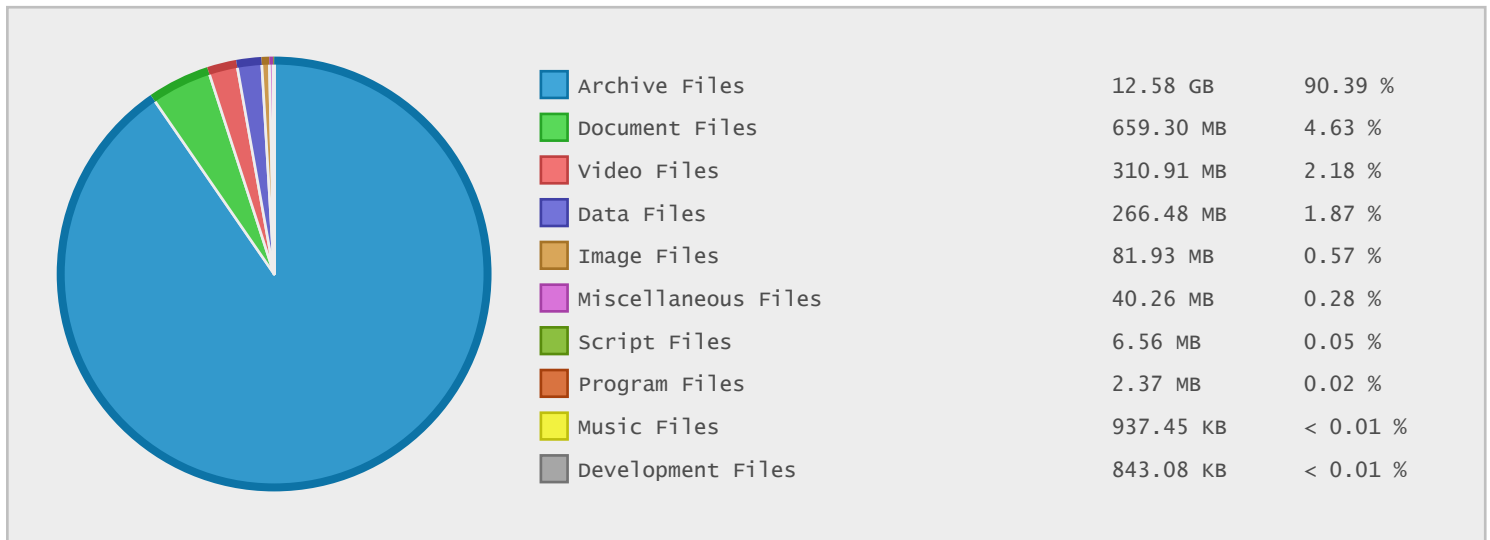 Archive Files 12.58 GB 90.39 %
Document Files 659.30 MB 4.63 %
Video Files 310.91 MB 2.18 %
Data Files 266.48 MB 1.87 %
Image Files 81.93 MB 0.57 %
Miscellaneous Files 40.26 MB 0.28 %
Script Files 6.56 MB 0.05 %
Program Files 2.37 MB 0.02 %
Music Files 937.45 KB < 0.01 %
Development Files 843.08 KB < 0.01 %